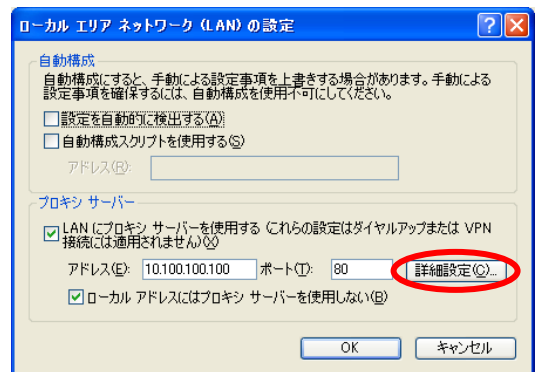 ローカル エリア ネットワーク (LAN) の設定
自動構成
自動構成にすると、手動による設定事項を上書きする場合があります。手動による
設定事項を確保するには、自動構成を使用不可にしてください。
設定を自動的に検出する(A)
自動構成スクリプトを使用する(S)
アドレス(R):
プロキシ サーバー
LAN にプロキシ サーバーを使用する (これらの設定はダイヤルアップまたは VPN
接続には適用されません)(X)
アドレス(E): 10.100.100.100 ポート(T): 80 詳細設定(C)...
ローカル アドレスにはプロキシ サーバーを使用しない(B)
OK キャンセル